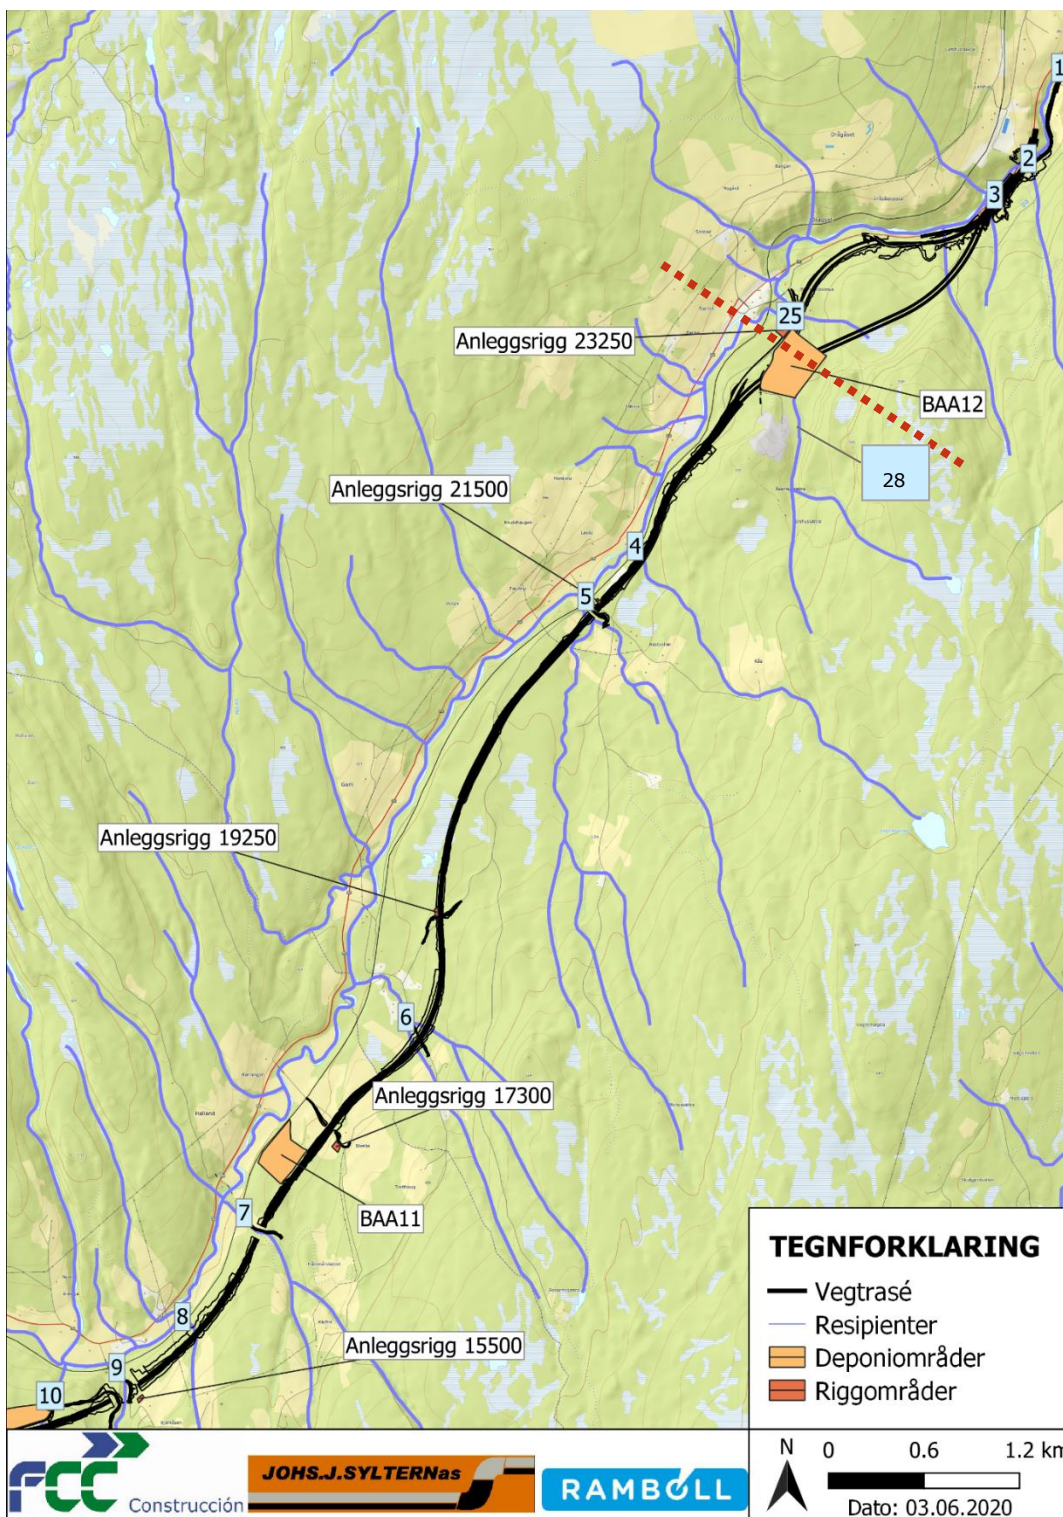 1
2
3
25
Anleggsrigg 23250
BAA12
28
Anleggsrigg 21500
4
5
Anleggsrigg 19250
6
Anleggsrigg 17300
BAA11
7
8
Anleggsrigg 15500
9
10
TEGNFORKLARING
Vegtrasé
Resipienter
Deponiområder
Riggområder
FCC
Construcción
JOHS.J.SYLTERNas
RAMBOLL
N
0 0.6 1.2 km
Dato: 03.06.2020